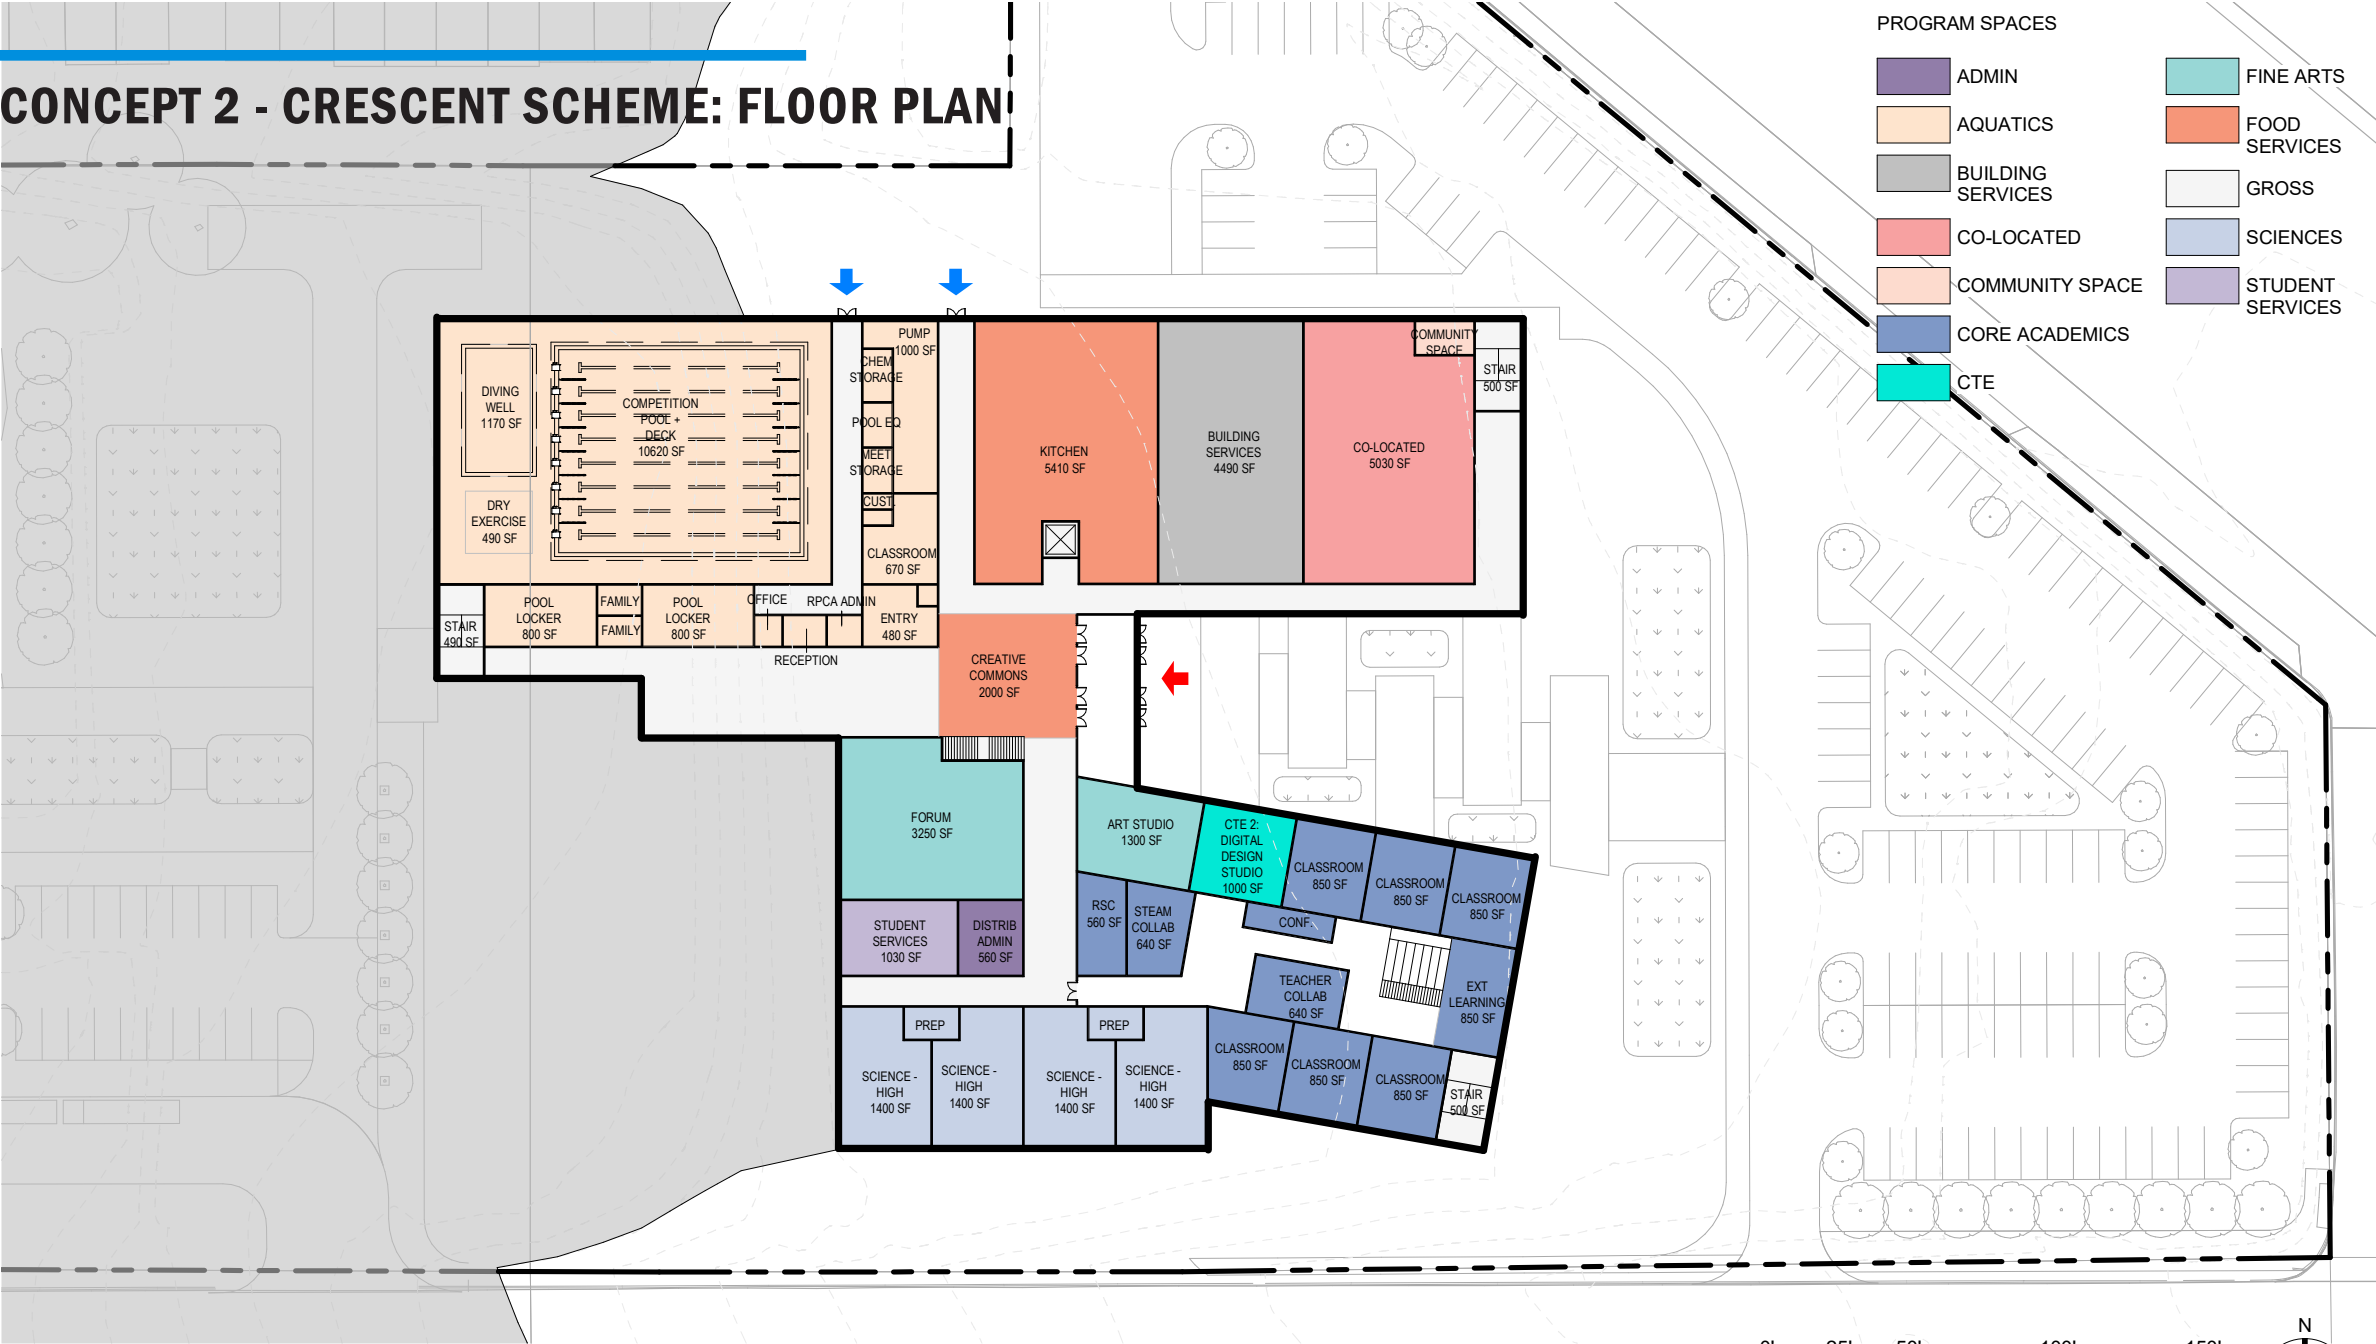 CONCEPT 2 - CRESCENT SCHEME: FLOOR PLAN
PROGRAM SPACES
ADMIN
AQUATICS
BUILDING
SERVICES
CO-LOCATED
COMMUNITY SPACE
CORE ACADEMICS
CTE
FINE ARTS
FOOD
SERVICES
GROSS
SCIENCES
STUDENT
SERVICES
DIVING
WELL
1170 SF
COMPETITION
POOL +
DECK
10620 SF
DRY
EXERCISE
490 SF
PUMP
1000 SF
CHEM
STORAGE
POOL EQ
MEET
STORAGE
CUST.
CLASSROOM
670 SF
KITCHEN
5410 SF
BUILDING
SERVICES
4490 SF
CO-LOCATED
5030 SF
COMMUNITY
SPACE
STAIR
500 SF
STAIR
490 SF
POOL
LOCKER
800 SF
FAMILY
FAMILY
POOL
LOCKER
800 SF
OFFICE
RPCA ADMIN
RECEPTION
ENTRY
480 SF
CREATIVE
COMMONS
2000 SF
FORUM
3250 SF
ART STUDIO
1300 SF
CTE 2:
DIGITAL
DESIGN
STUDIO
1000 SF
CLASSROOM
850 SF
CLASSROOM
850 SF
CLASSROOM
850 SF
STUDENT
SERVICES
1030 SF
DISTRIB
ADMIN
560 SF
RSC
560 SF
STEAM
COLLAB
640 SF
CONF.
TEACHER
COLLAB
640 SF
EXT
LEARNING
850 SF
PREP
PREP
SCIENCE -
HIGH
1400 SF
SCIENCE -
HIGH
1400 SF
SCIENCE -
HIGH
1400 SF
SCIENCE -
HIGH
1400 SF
CLASSROOM
850 SF
CLASSROOM
850 SF
CLASSROOM
850 SF
STAIR
500 SF
N